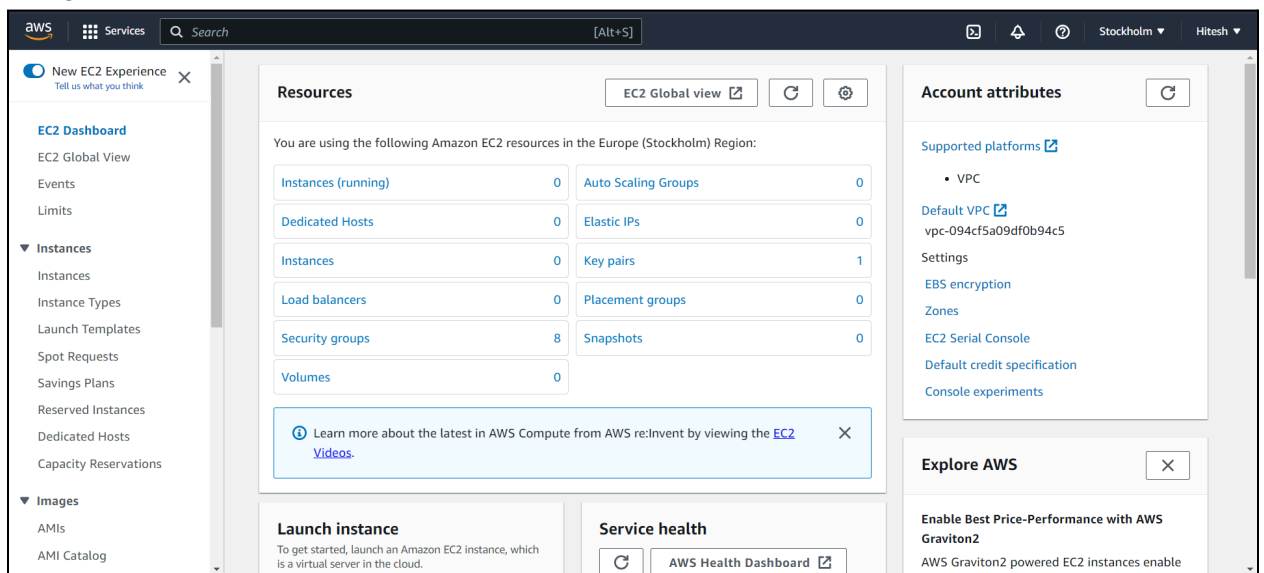 aws
Services
Search
[Alt+S]
Stockholm ▼
Hitesh ▼
New EC2 Experience
Tell us what you think
EC2 Dashboard
EC2 Global View
Events
Limits
▼ Instances
Instances
Instance Types
Launch Templates
Spot Requests
Savings Plans
Reserved Instances
Dedicated Hosts
Capacity Reservations
▼ Images
AMIs
AMI Catalog
Resources
EC2 Global view
You are using the following Amazon EC2 resources in the Europe (Stockholm) Region:
Instances (running) 0
Auto Scaling Groups 0
Dedicated Hosts 0
Elastic IPs 0
Instances 0
Key pairs 1
Load balancers 0
Placement groups 0
Security groups 8
Snapshots 0
Volumes 0
Learn more about the latest in AWS Compute from AWS re:Invent by viewing the EC2
Videos.
Launch instance
To get started, launch an Amazon EC2 instance, which
is a virtual server in the cloud.
Service health
AWS Health Dashboard
Account attributes
Supported platforms
• VPC
Default VPC
vpc-094cf5a09df0b94c5
Settings
EBS encryption
Zones
EC2 Serial Console
Default credit specification
Console experiments
Explore AWS
Enable Best Price-Performance with AWS
Graviton2
AWS Graviton2 powered EC2 instances enable